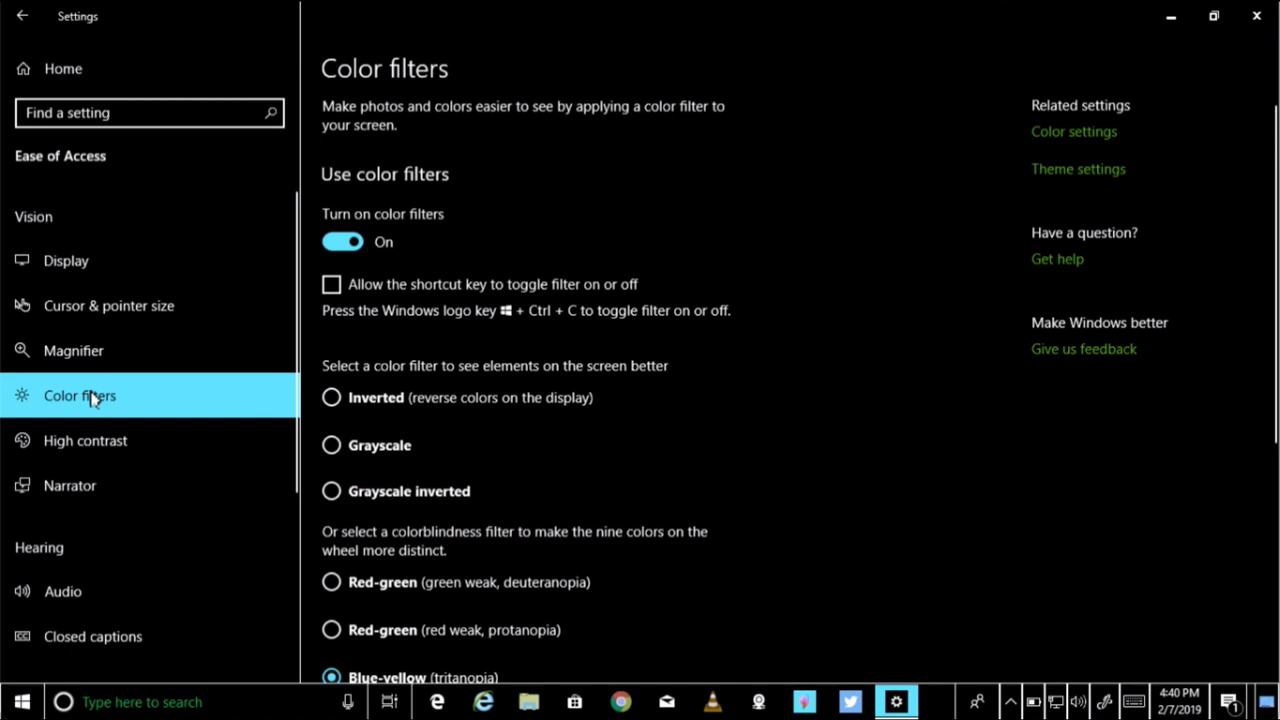 Settings
Home
Find a setting
Ease of Access
Vision
Display
Cursor & pointer size
Magnifier
Color filters
High contrast
Narrator
Hearing
Audio
Closed captions
Color filters
Make photos and colors easier to see by applying a color filter to
your screen.
Use color filters
Turn on color filters
On
Allow the shortcut key to toggle filter on or off
Press the Windows logo key + Ctrl + C to toggle filter on or off.
Select a color filter to see elements on the screen better
Inverted (reverse colors on the display)
Grayscale
Grayscale inverted
Or select a colorblindness filter to make the nine colors on the
wheel more distinct.
Red-green (green weak, deuteranopia)
Red-green (red weak, protanopia)
Blue-yellow (tritanopia)
Related settings
Color settings
Theme settings
Have a question?
Get help
Make Windows better
Give us feedback
Type here to search
4:40 PM
2/7/2019
1